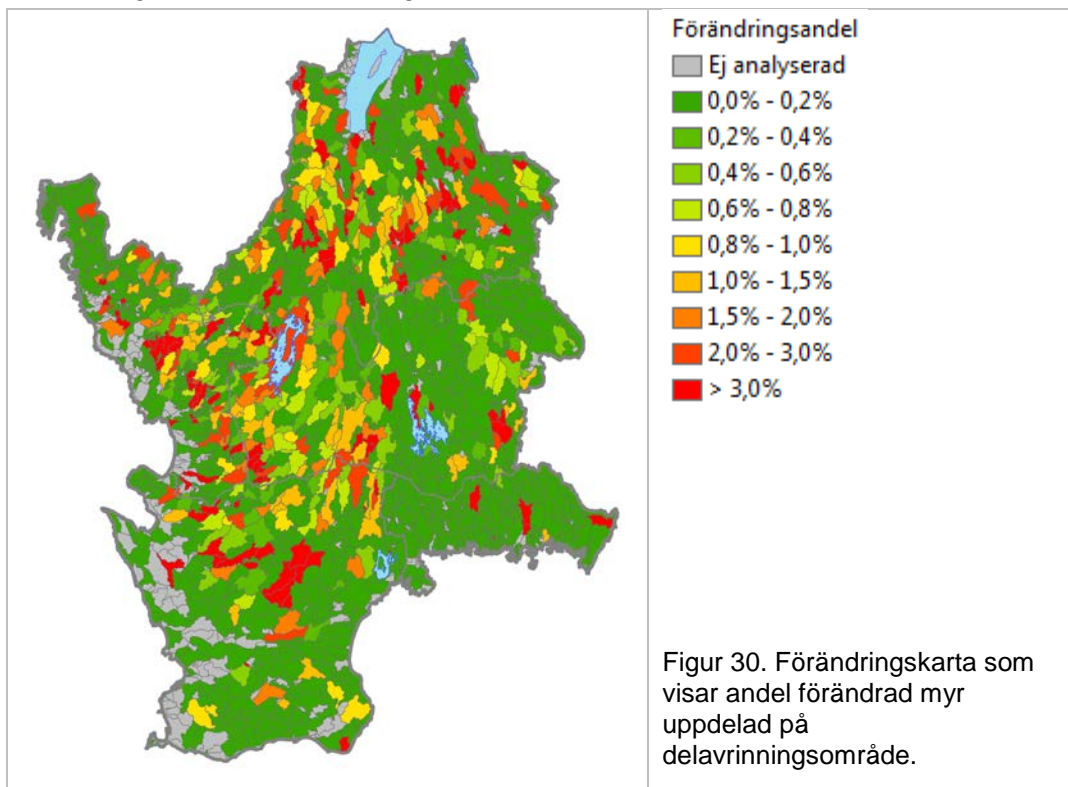 Förändringsandel
Ej analyserad
0,0% - 0,2%
0,2% - 0,4%
0,4% - 0,6%
0,6% - 0,8%
0,8% - 1,0%
1,0% - 1,5%
1,5% - 2,0%
2,0% - 3,0%
> 3,0%
Figur 30. Förändringskarta som
visar andel förändrad myr
uppdelad på
delavrinningsområde.